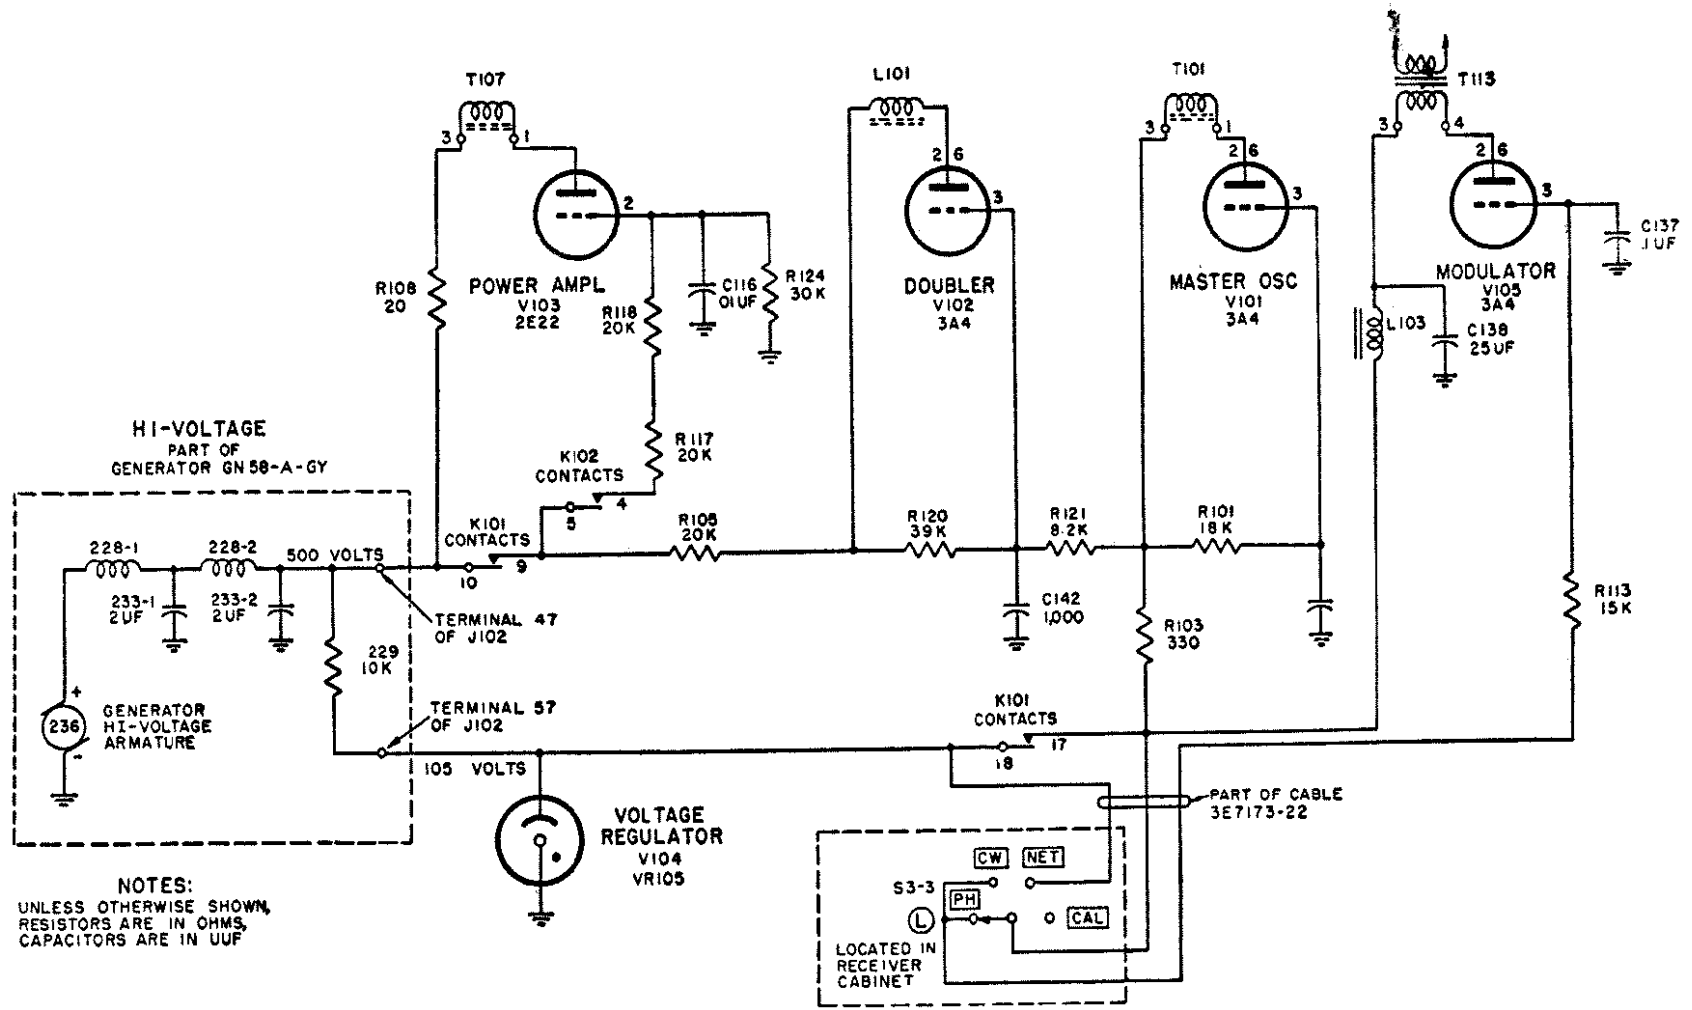 T107
L101
T101
T113
3
1
3
1
3
4
2 6
2 6
2 6
2
3
3
3
C137
.1UF
R108
20
POWER AMPL
V103
2E22
R118
20K
C116
.01UF
R124
30K
DOUBLER
V102
3A4
MASTER OSC
V101
3A4
MODULATOR
V105
3A4
L103
C138
25UF
HI-VOLTAGE
PART OF
GENERATOR GN58-A-GY
R117
20K
K102
CONTACTS
4
5
K101
CONTACTS
9
10
R105
20K
R120
39K
R121
8.2K
R101
18K
228-1
228-2
500 VOLTS
233-1
2UF
233-2
2UF
TERMINAL 47
OF J102
C142
1,000
R103
330
R113
15K
229
10K
+
236
-
GENERATOR
HI-VOLTAGE
ARMATURE
TERMINAL 57
OF J102
105 VOLTS
K101
CONTACTS
17
18
PART OF CABLE
3E7173-22
VOLTAGE
REGULATOR
V104
VR105
CW
NET
S3-3
PH
L
CAL
LOCATED IN
RECEIVER
CABINET
NOTES:
UNLESS OTHERWISE SHOWN,
RESISTORS ARE IN OHMS,
CAPACITORS ARE IN UUF